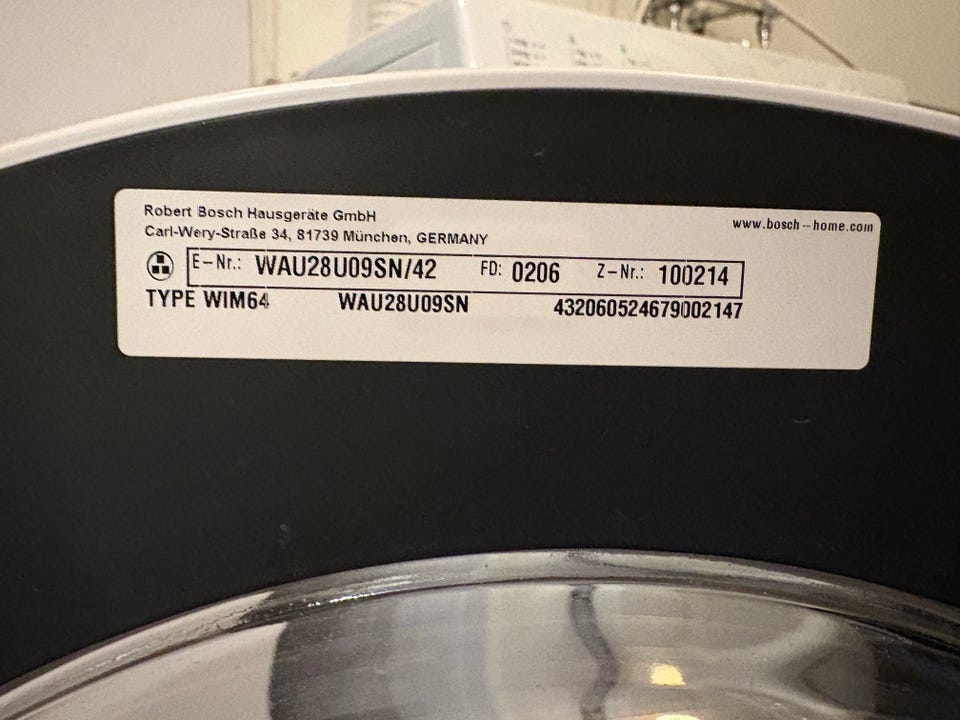 Robert Bosch Hausgeräte GmbH
Carl-Wery-Straße 34, 81739 München, GERMANY
www.bosch-home.com
E-Nr.: WAU28U09SN/42 FD: 0206 Z-Nr.: 100214
TYPE WIM64 WAU28U09SN 432060524679002147